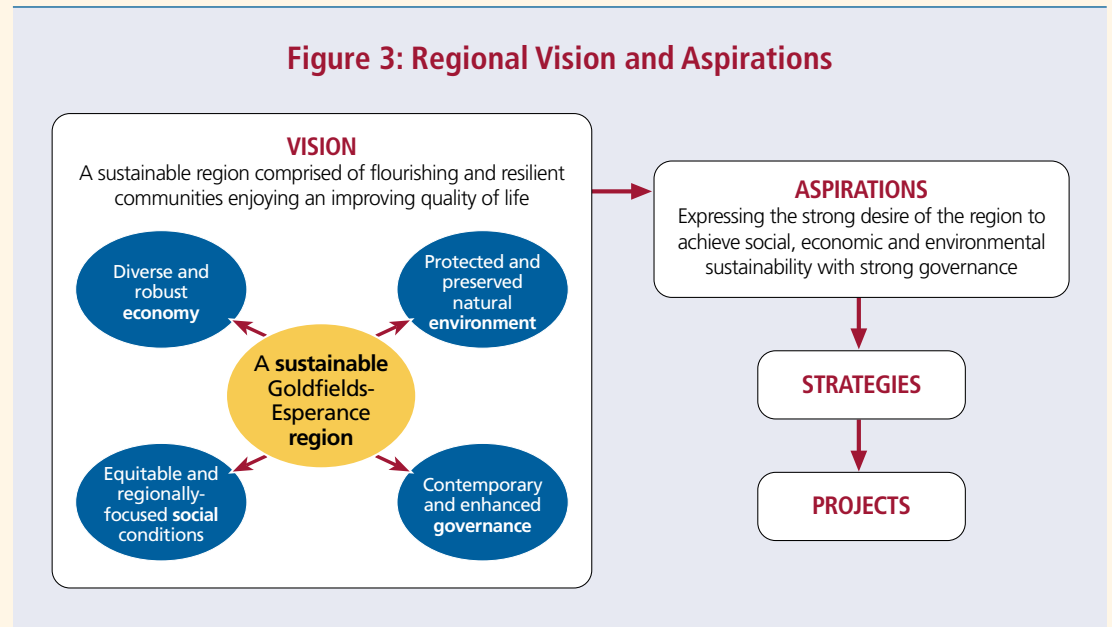 Figure 3: Regional Vision and Aspirations
VISION
A sustainable region comprised of flourishing and resilient
communities enjoying an improving quality of life
Diverse and
robust
economy
Protected and
preserved
natural
environment
A sustainable
Goldfields-
Esperance
region
Equitable and
regionally-
focused social
conditions
Contemporary
and enhanced
governance
ASPIRATIONS
Expressing the strong desire of the region to
achieve social, economic and environmental
sustainability with strong governance
STRATEGIES
PROJECTS